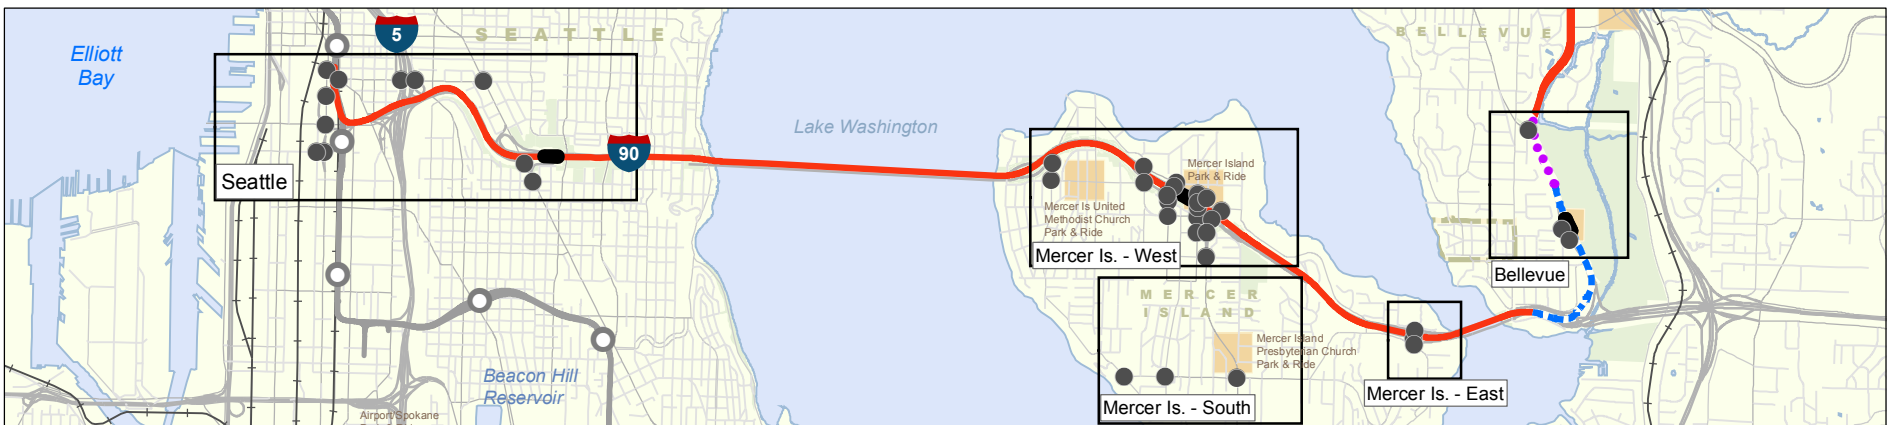 Elliott
Bay
5
SEATTLE
Seattle
90
Lake Washington
Beacon Hill
Reservoir
Airport/Spokane
Mercer Island
Park & Ride
Mercer Is United
Methodist Church
Park & Ride
Mercer Is. - West
MERCER
ISLAND
Mercer Island
Presbyterian Church
Park & Ride
Mercer Is. - South
Mercer Is. - East
BELLEVUE
Bellevue